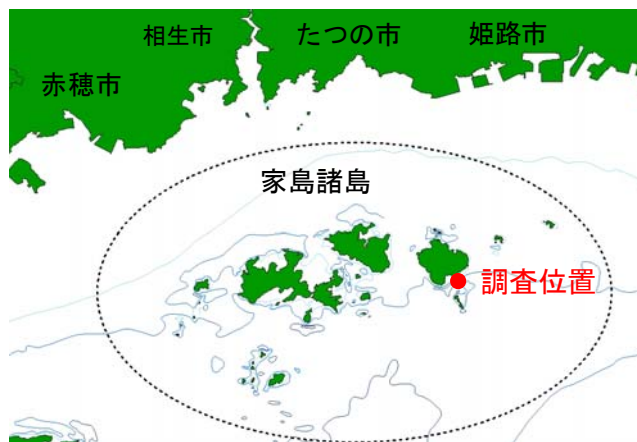 相生市
たつの市
姫路市
赤穂市
家島諸島
調査位置